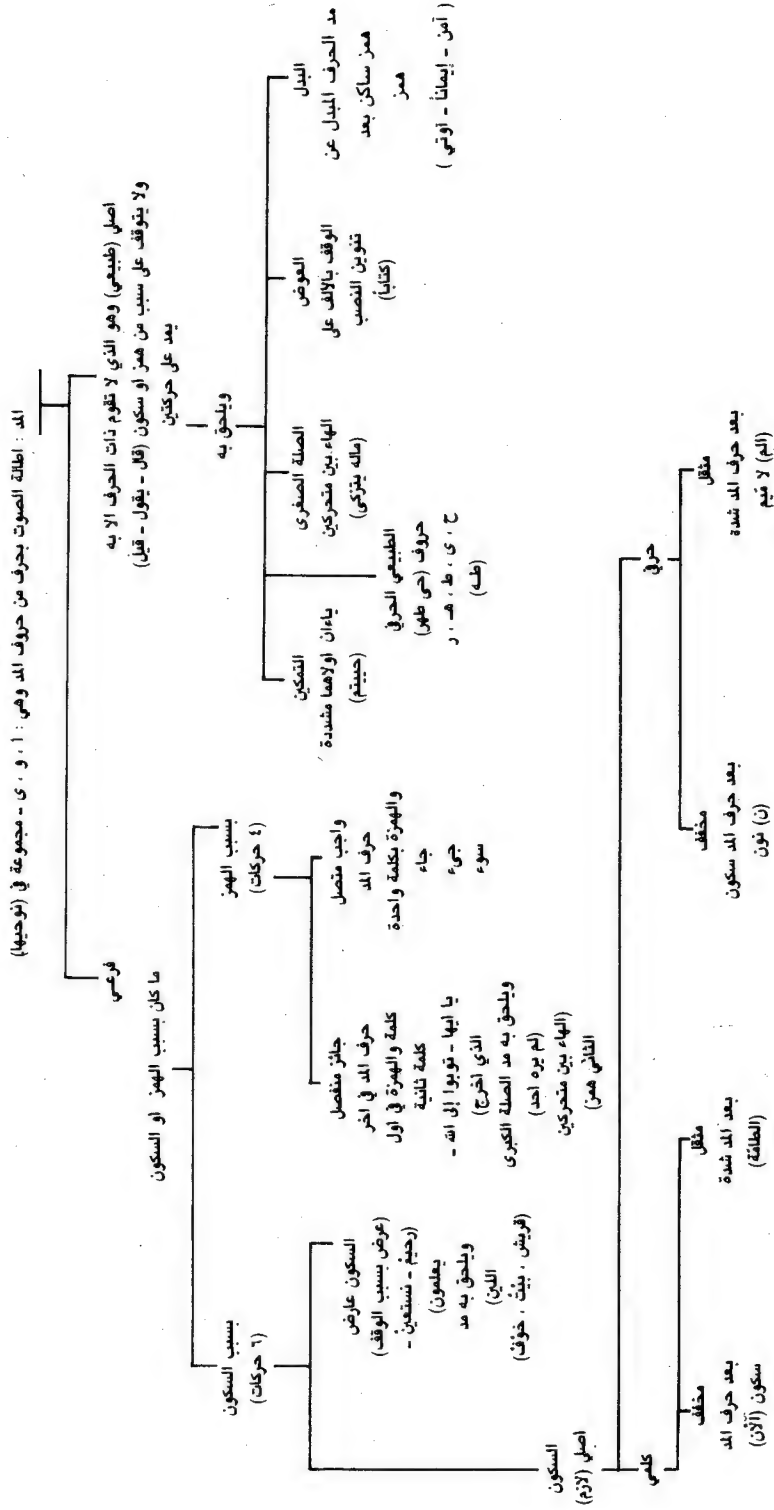 المد : اطالة الصوت بحرف من حروف المد وهي : ا ، و ، ى - مجموعة في (نوحيها)
اصلي (طبيعي) وهو الذي لا تقوم ذات الحرف الا به
ولا يتوقف على سبب من همز او سكون (قال - يقول - قيل)
يمد على حركتين
ويلحق به
البدل
مد الحرف المبدل عن
همز ساكن بعد
همز
( آمن - إيماناً - اوتي )
العوض
الوقف بالالف على
تنوين النصب
(كتاباً)
الصلة الصغرى
الهاء بين متحركين
(ماله يتزكى)
الطبيعي الحرفي
حروف (حى طهر)
ح ، ى ، ط ، هـ ، ر
(طه)
التمكين
ياءان اولاهما مشددة
(حييتم)
فرعي
ما كان بسبب الهمز او السكون
بسبب الهمز
(٤ حركات)
واجب متصل
حرف المد
والهمزة بكلمة واحدة
جاء
جيء
سوء
جائز منفصل
حرف المد في اخر
كلمة والهمزة في اول
كلمة ثانية
يا ايها - توبوا إلى الله -
الذي اخرج)
ويلحق به مد الصلة الكبرى
(لم يره احد)
(الهاء بين متحركين
الثاني همز)
بسبب السكون
(٦ حركات)
السكون عارض
(عرض بسبب الوقف)
(رحيم - نستعين -
يعلمون)
ويلحق به مد
اللين)
(قريش ، بيْت ، خوْف)
اصلي (لازم)
السكون
حرفي
مثقل
بعد حرف المد شدة
(الم) لا مّيم
مخفف
بعد حرف المد سكون
(ن) نون
كلمي
مثقل
بعد المد شدة
(الطامّة)
مخفف
بعد حرف المد
سكون (آلآن)